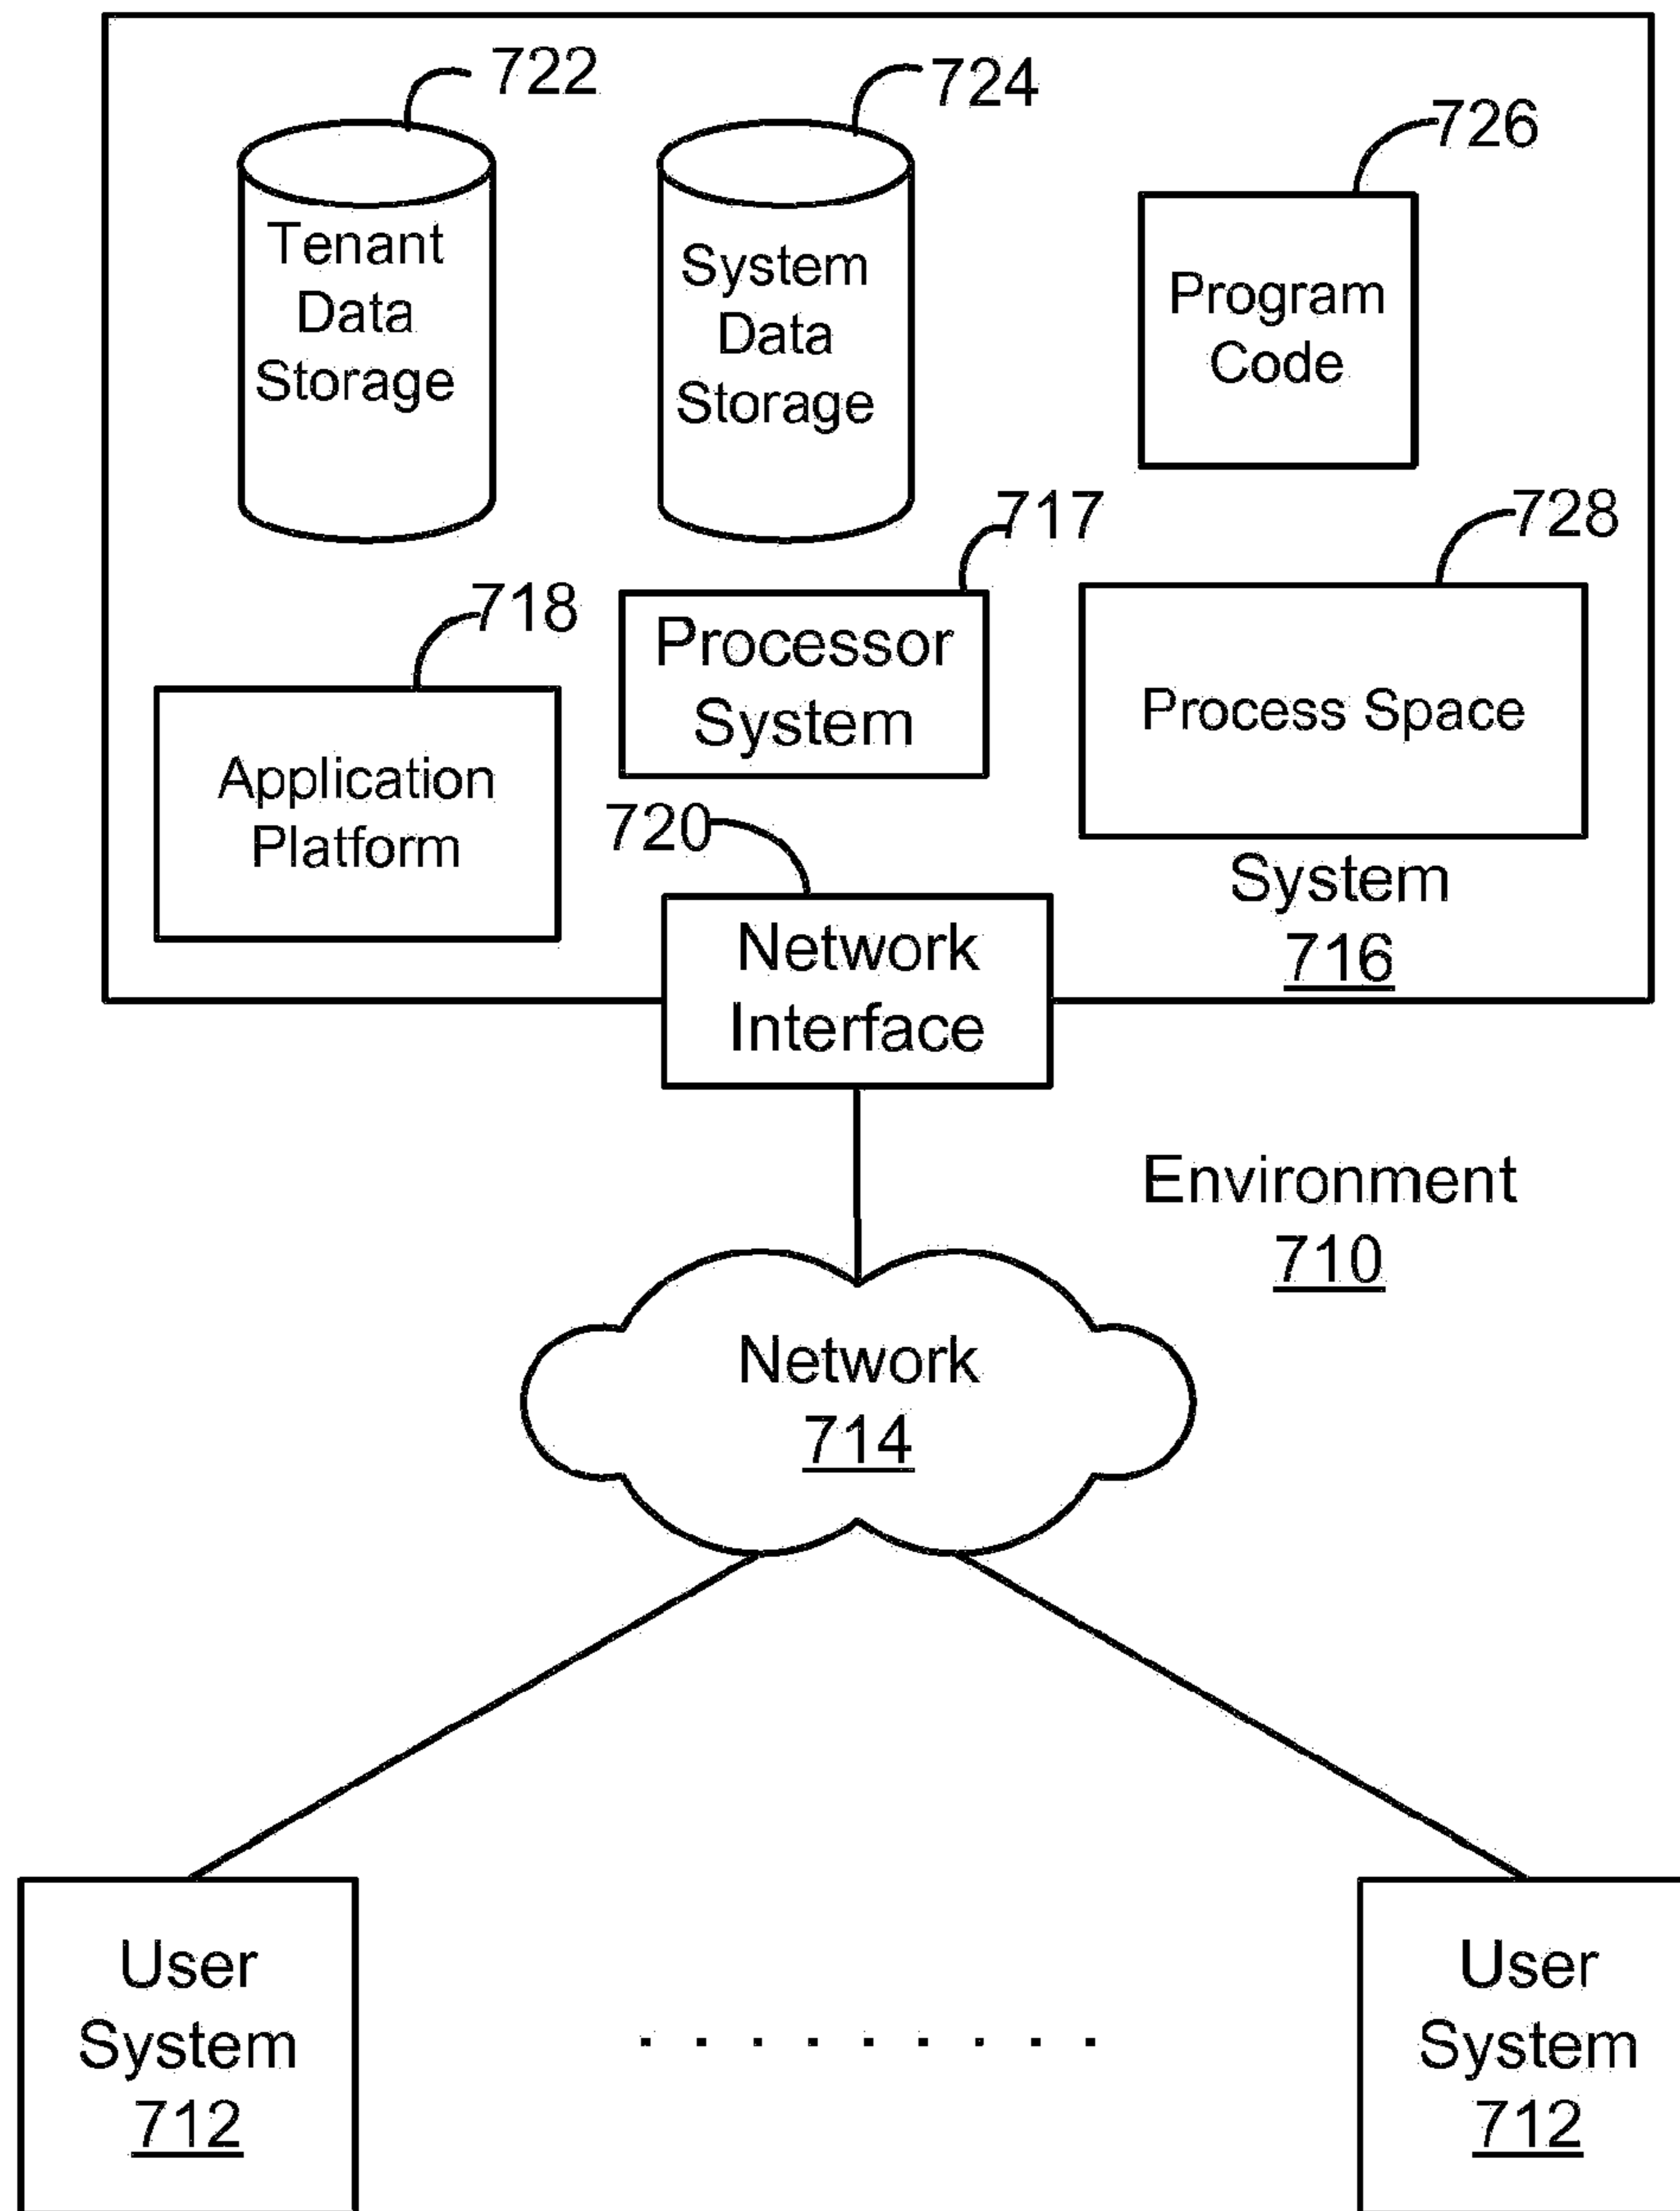 722
724
726
Tenant
Data
Storage
System
Data
Storage
Program
Code
717
728
718
Processor
System
Process Space
Application
Platform
720
System
716
Network
Interface
Environment
710
Network
714
User
System
712
. . . . . . . . .
User
System
712